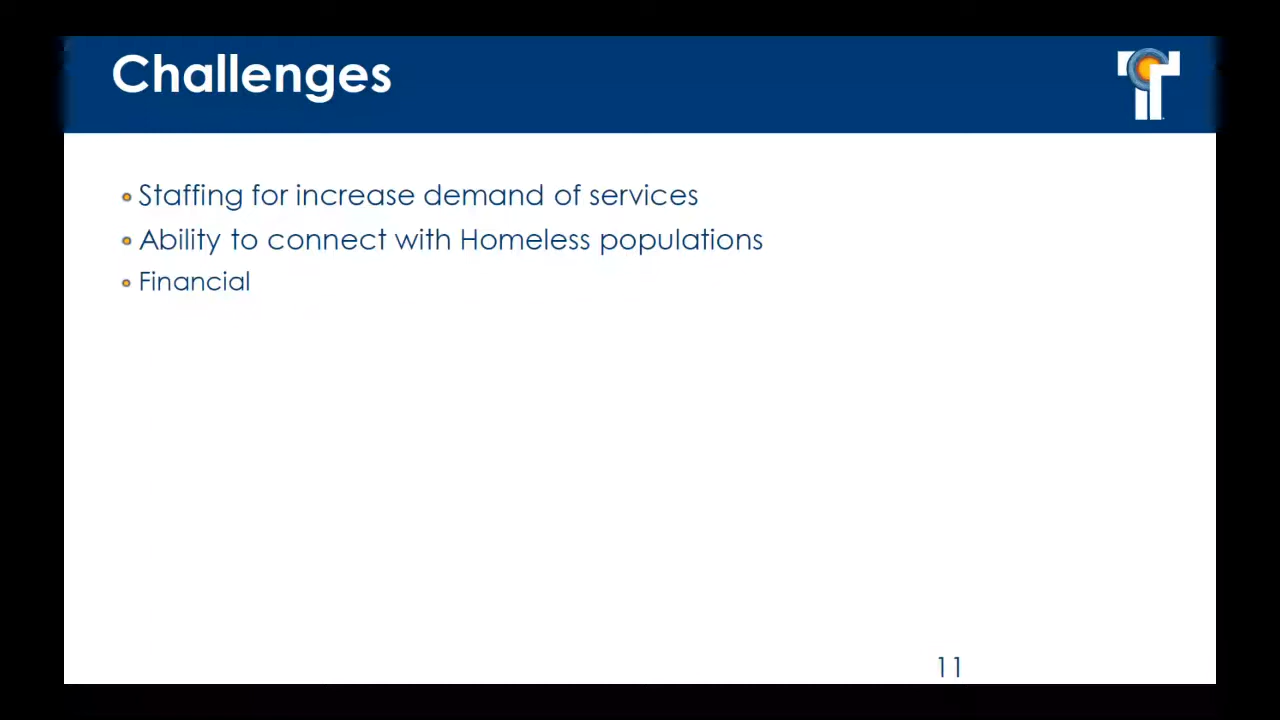 Challenges
Staffing for increase demand of services
Ability to connect with Homeless populations
Financial
11